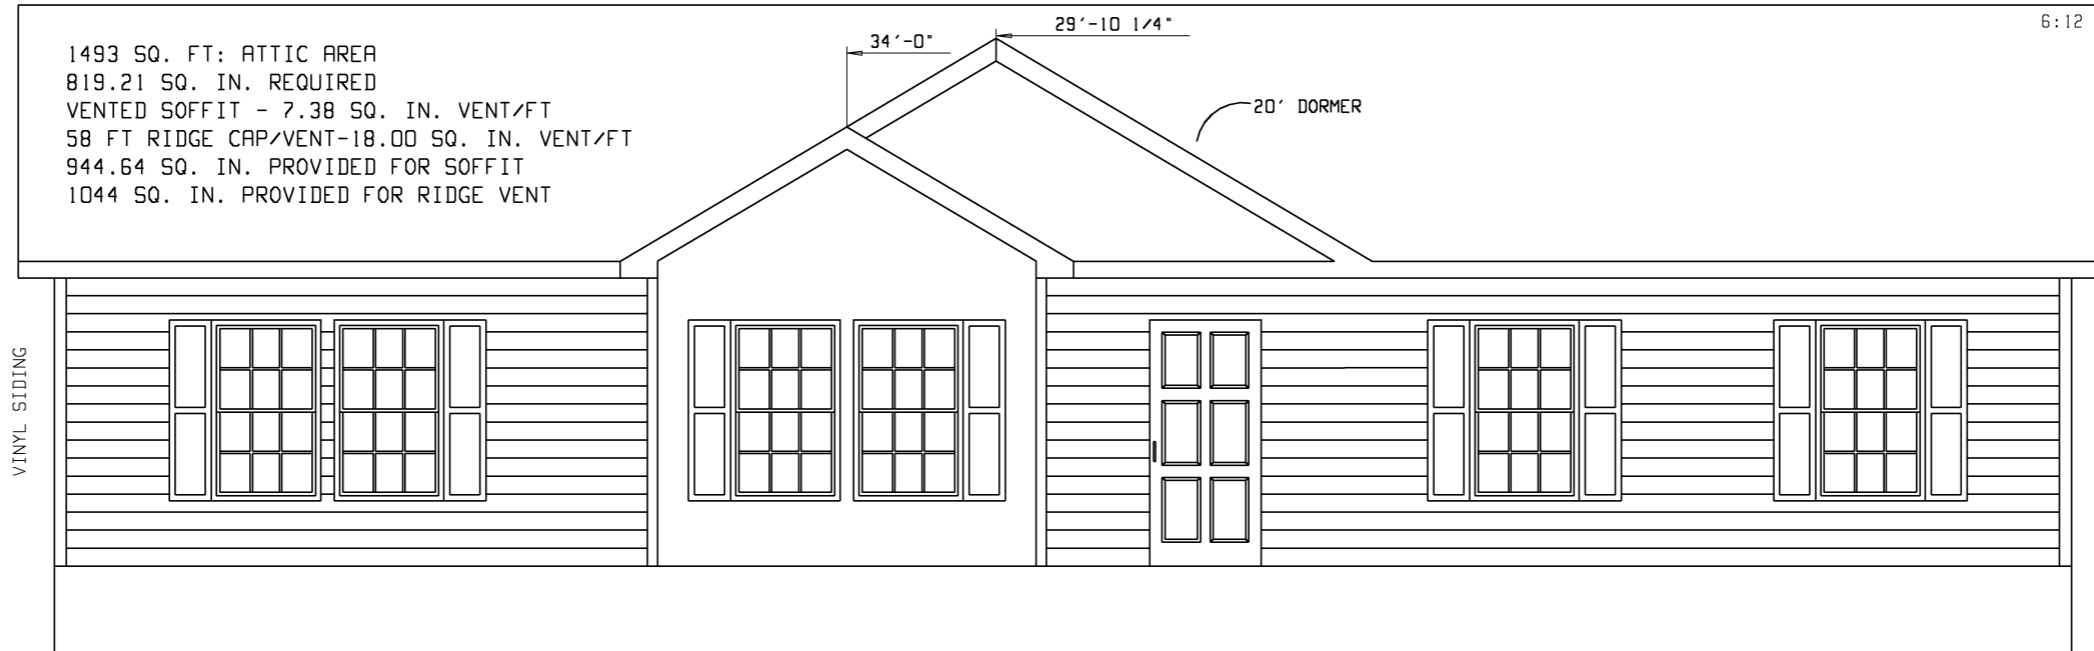 6:12
29'-10 1/4"
34'-0"
1493 SQ. FT: ATTIC AREA
819.21 SQ. IN. REQUIRED
VENTED SOFFIT - 7.38 SQ. IN. VENT/FT
58 FT RIDGE CAP/VENT-18.00 SQ. IN. VENT/FT
944.64 SQ. IN. PROVIDED FOR SOFFIT
1044 SQ. IN. PROVIDED FOR RIDGE VENT
20' DORMER
VINYL SIDING